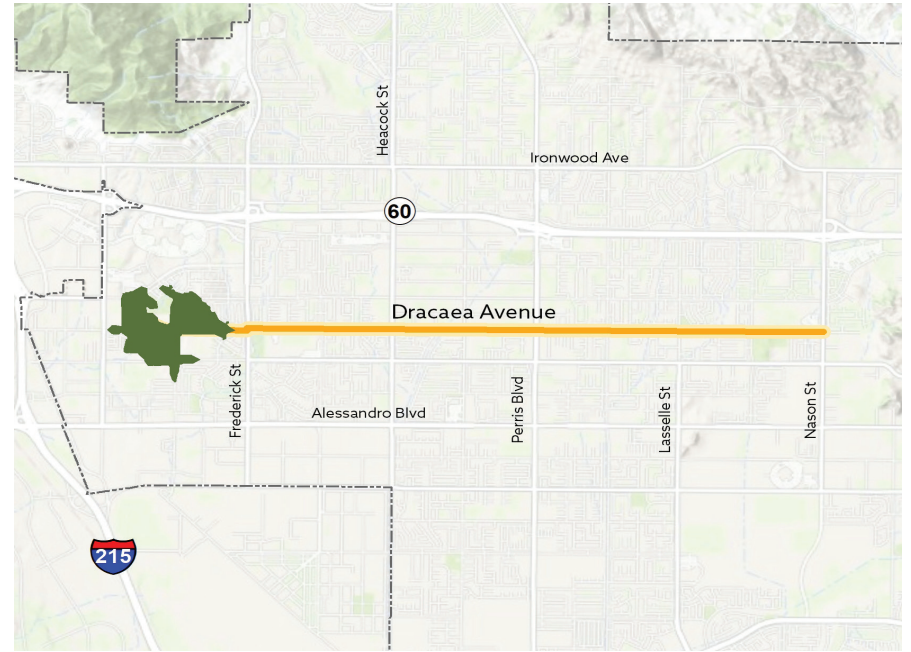 Heacock St
Ironwood Ave
60
Dracaea Avenue
Frederick St
Alessandro Blvd
Perris Blvd
Lasselle St
Nason St
215